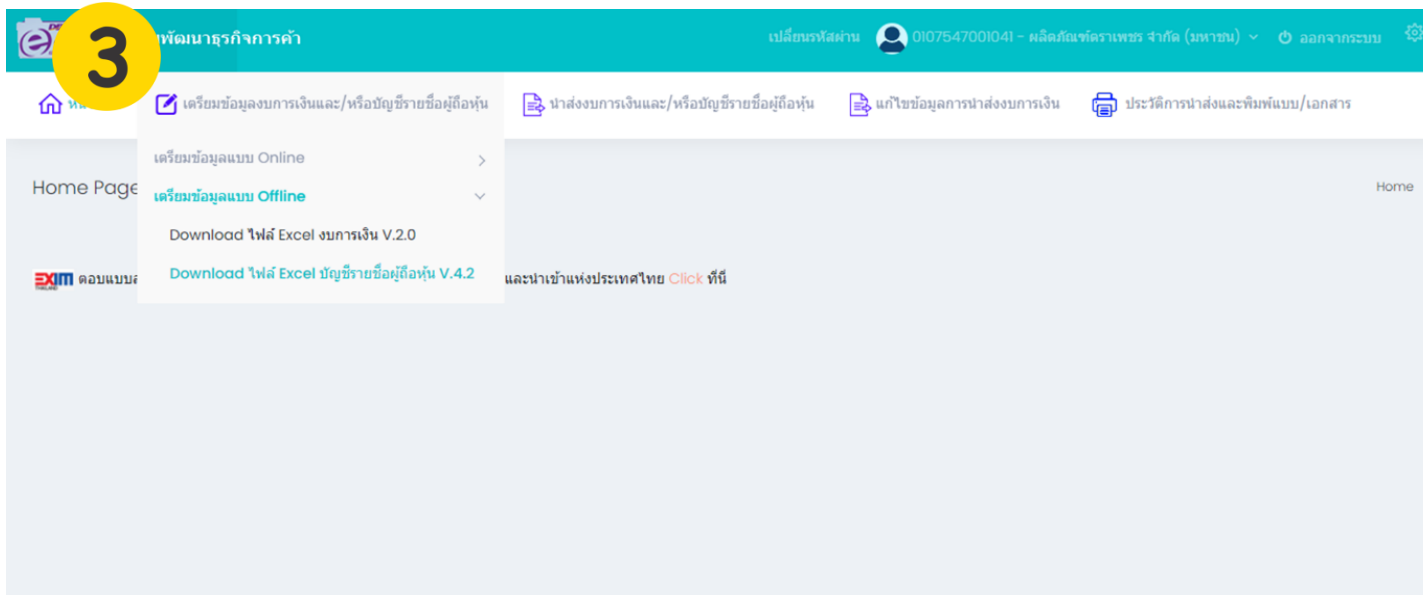 3
พัฒนาธุรกิจการค้า
เปลี่ยนรหัสผ่าน 0107547001041 - ผลิตภัณฑ์ตราเพชร จำกัด (มหาชน) ออกจากระบบ
เตรียมข้อมูลงบการเงินและ/หรือบัญชีรายชื่อผู้ถือหุ้น นำส่งงบการเงินและ/หรือบัญชีรายชื่อผู้ถือหุ้น แก้ไขข้อมูลการนำส่งงบการเงิน ประวัติการนำส่งและพิมพ์แบบ/เอกสาร
เตรียมข้อมูลแบบ Online
Home Page Home
เตรียมข้อมูลแบบ Offline
Download ไฟล์ Excel งบการเงิน V.2.0
Download ไฟล์ Excel บัญชีรายชื่อผู้ถือหุ้น V.4.2
EXIM ตอบแบบ และนำเข้าแห่งประเทศไทย Click ที่นี่